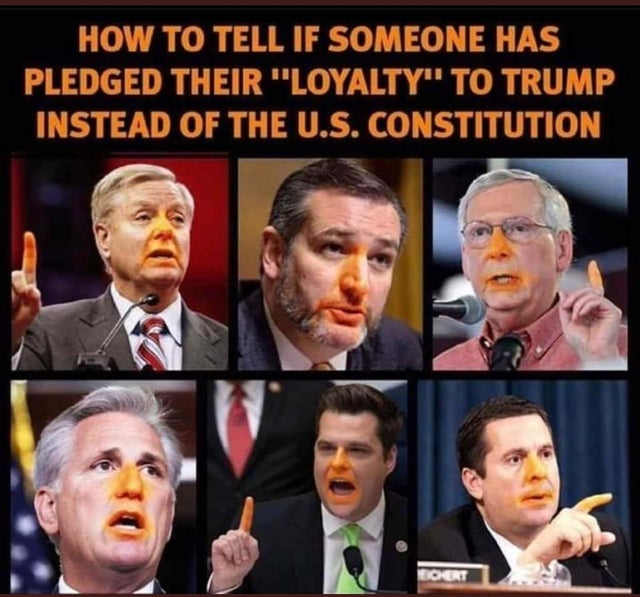 HOW TO TELL IF SOMEONE HAS
PLEDGED THEIR "LOYALTY" TO TRUMP
INSTEAD OF THE U.S. CONSTITUTION
EICHERT